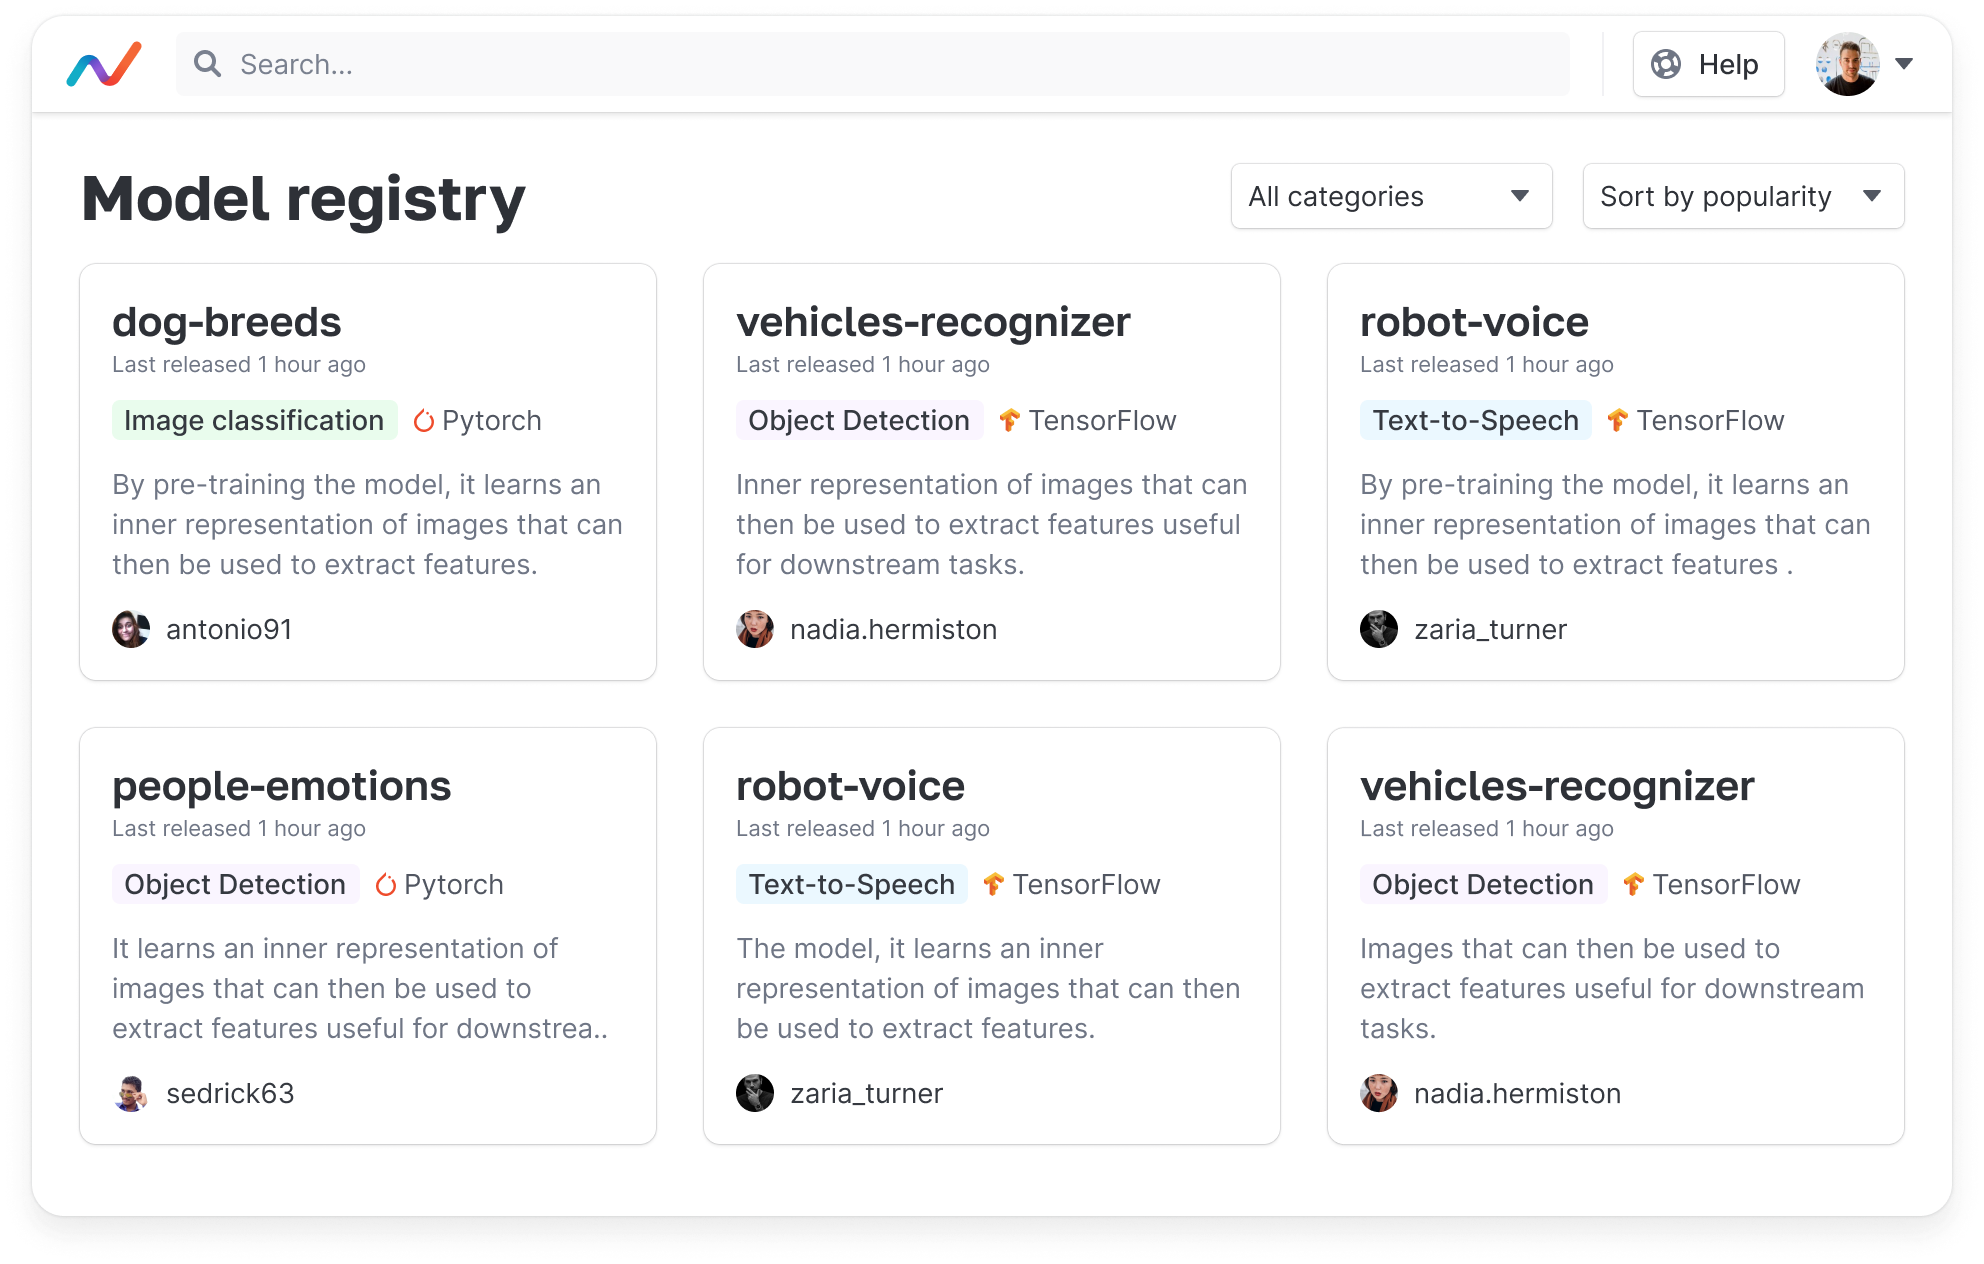 Search...
Help
Model registry
All categories
Sort by popularity
dog-breeds
Last released 1 hour ago
Image classification
Pytorch
By pre-training the model, it learns an
inner representation of images that can
then be used to extract features.
antonio91
vehicles-recognizer
Last released 1 hour ago
Object Detection
TensorFlow
Inner representation of images that can
then be used to extract features useful
for downstream tasks.
nadia.hermiston
robot-voice
Last released 1 hour ago
Text-to-Speech
TensorFlow
By pre-training the model, it learns an
inner representation of images that can
then be used to extract features .
zaria_turner
people-emotions
Last released 1 hour ago
Object Detection
Pytorch
It learns an inner representation of
images that can then be used to
extract features useful for downstrea..
sedrick63
robot-voice
Last released 1 hour ago
Text-to-Speech
TensorFlow
The model, it learns an inner
representation of images that can then
be used to extract features.
zaria_turner
vehicles-recognizer
Last released 1 hour ago
Object Detection
TensorFlow
Images that can then be used to
extract features useful for downstream
tasks.
nadia.hermiston